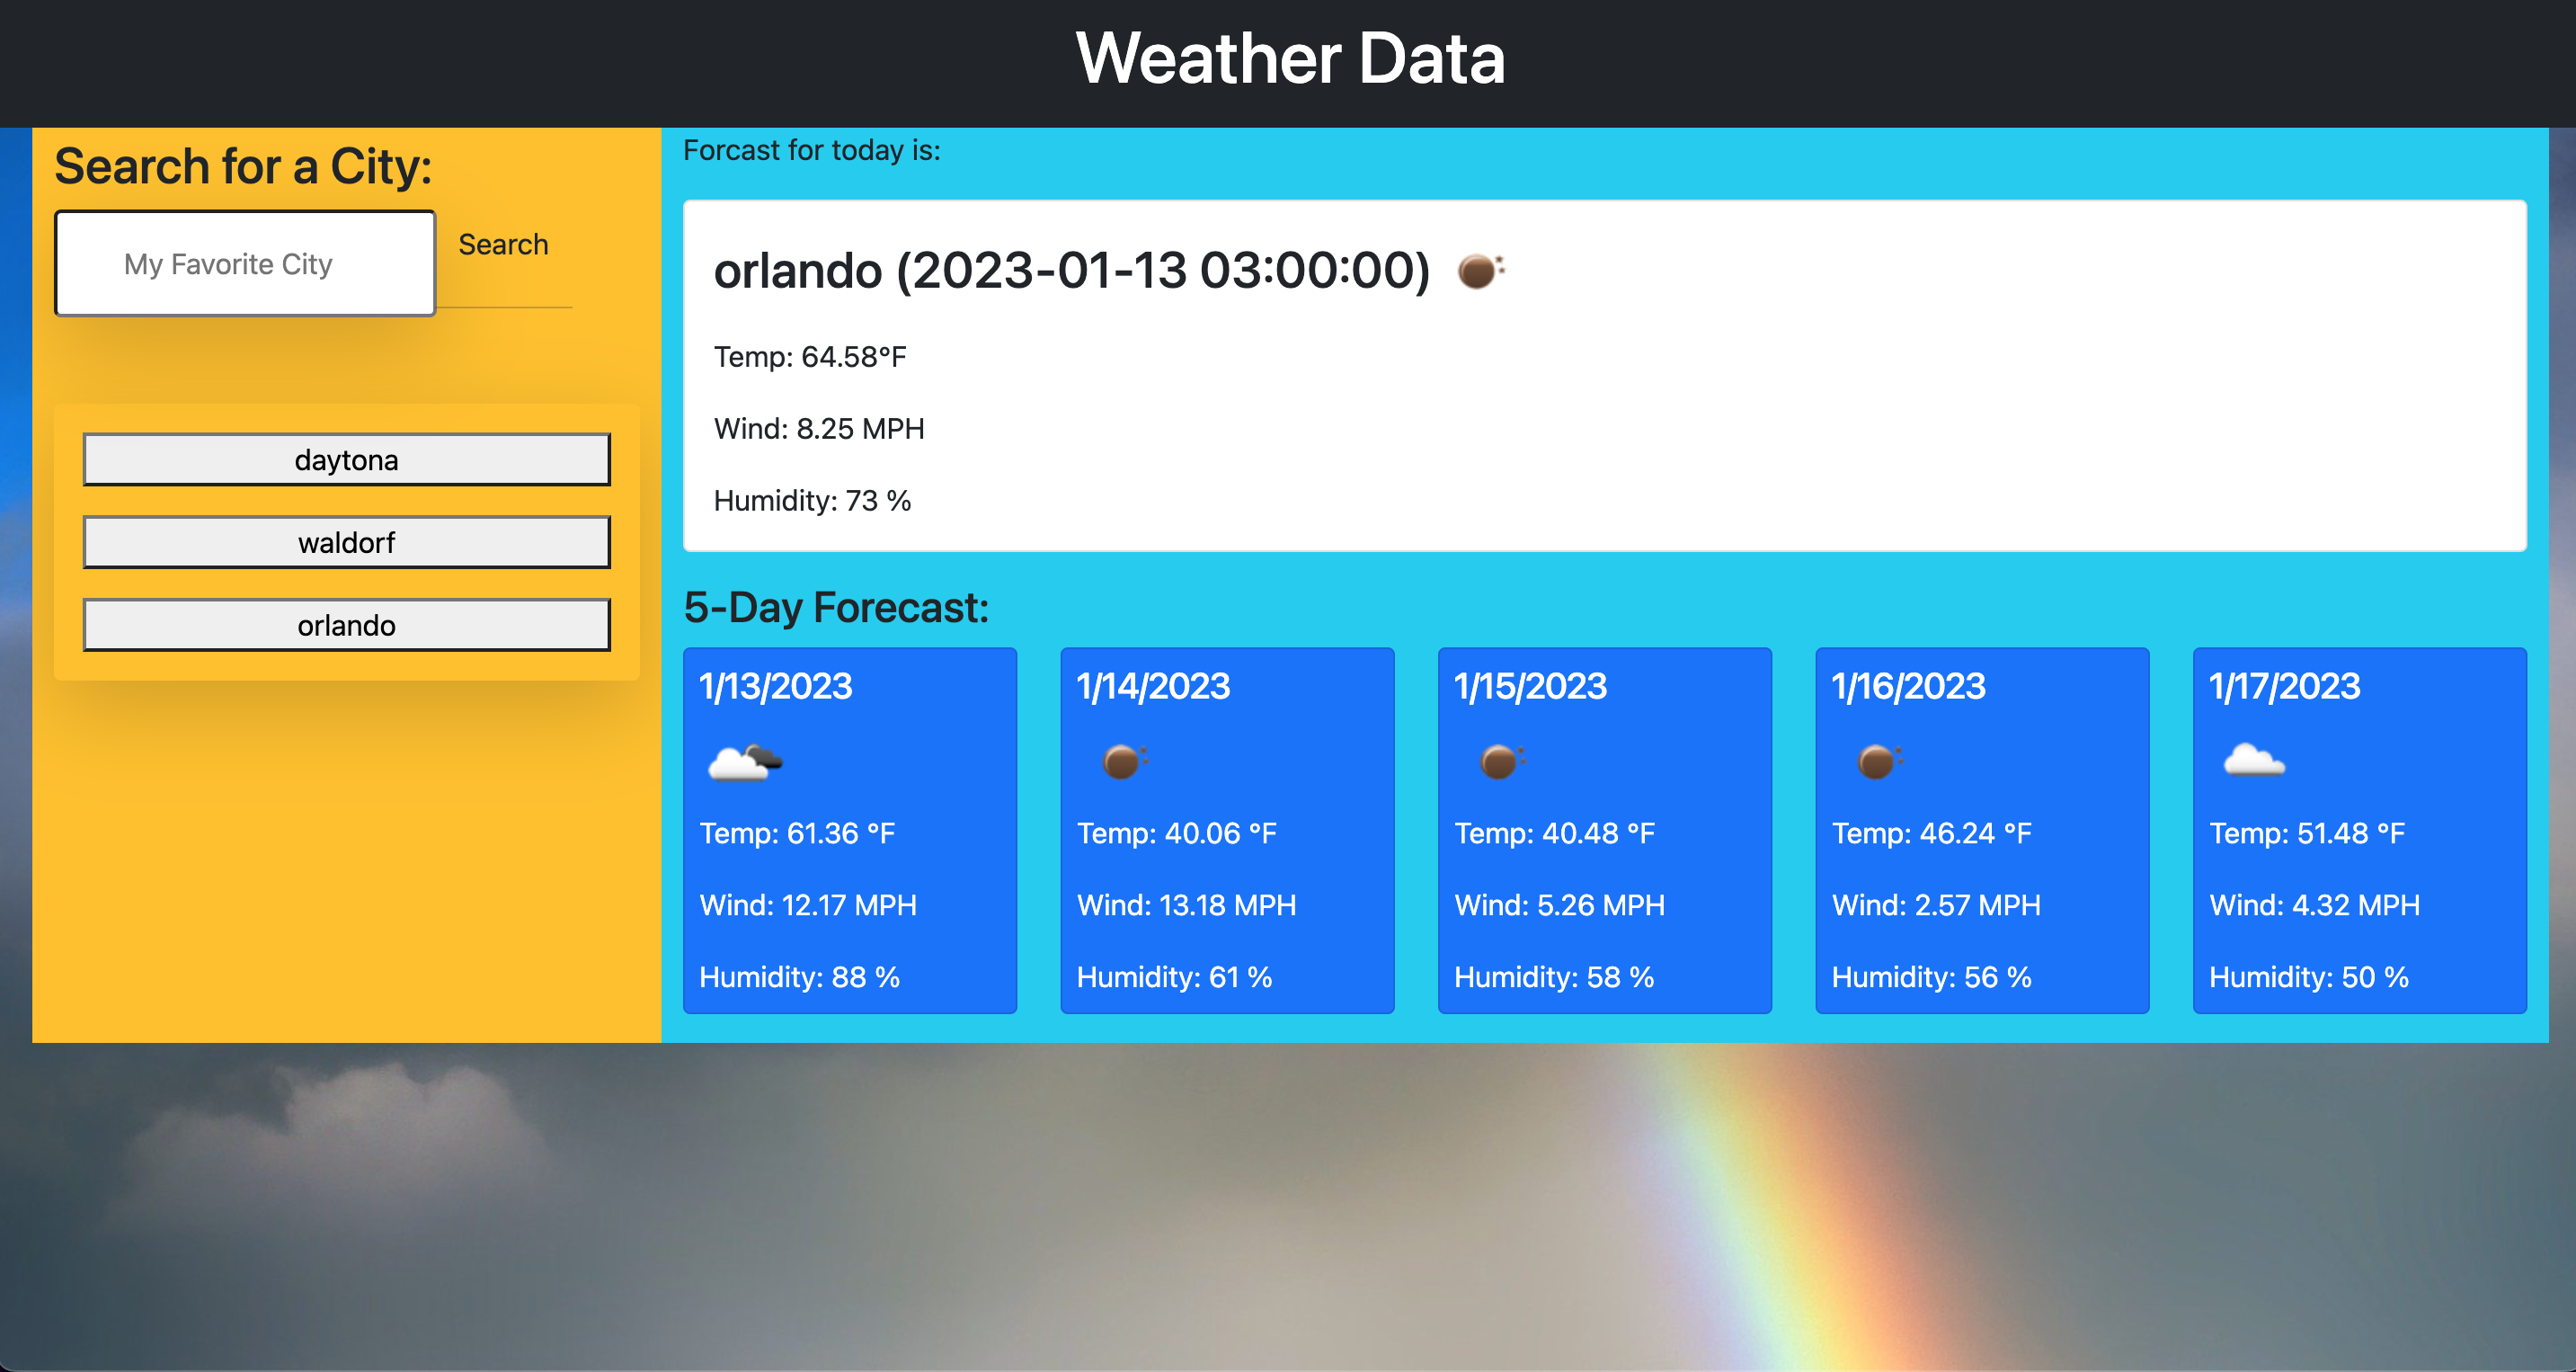 Weather Data
Search for a City:
My Favorite City
Search
daytona
waldorf
orlando
Forcast for today is:
orlando (2023-01-13 03:00:00)
Temp: 64.58°F
Wind: 8.25 MPH
Humidity: 73 %
5-Day Forecast:
1/13/2023
Temp: 61.36 °F
Wind: 12.17 MPH
Humidity: 88 %
1/14/2023
Temp: 40.06 °F
Wind: 13.18 MPH
Humidity: 61 %
1/15/2023
Temp: 40.48 °F
Wind: 5.26 MPH
Humidity: 58 %
1/16/2023
Temp: 46.24 °F
Wind: 2.57 MPH
Humidity: 56 %
1/17/2023
Temp: 51.48 °F
Wind: 4.32 MPH
Humidity: 50 %